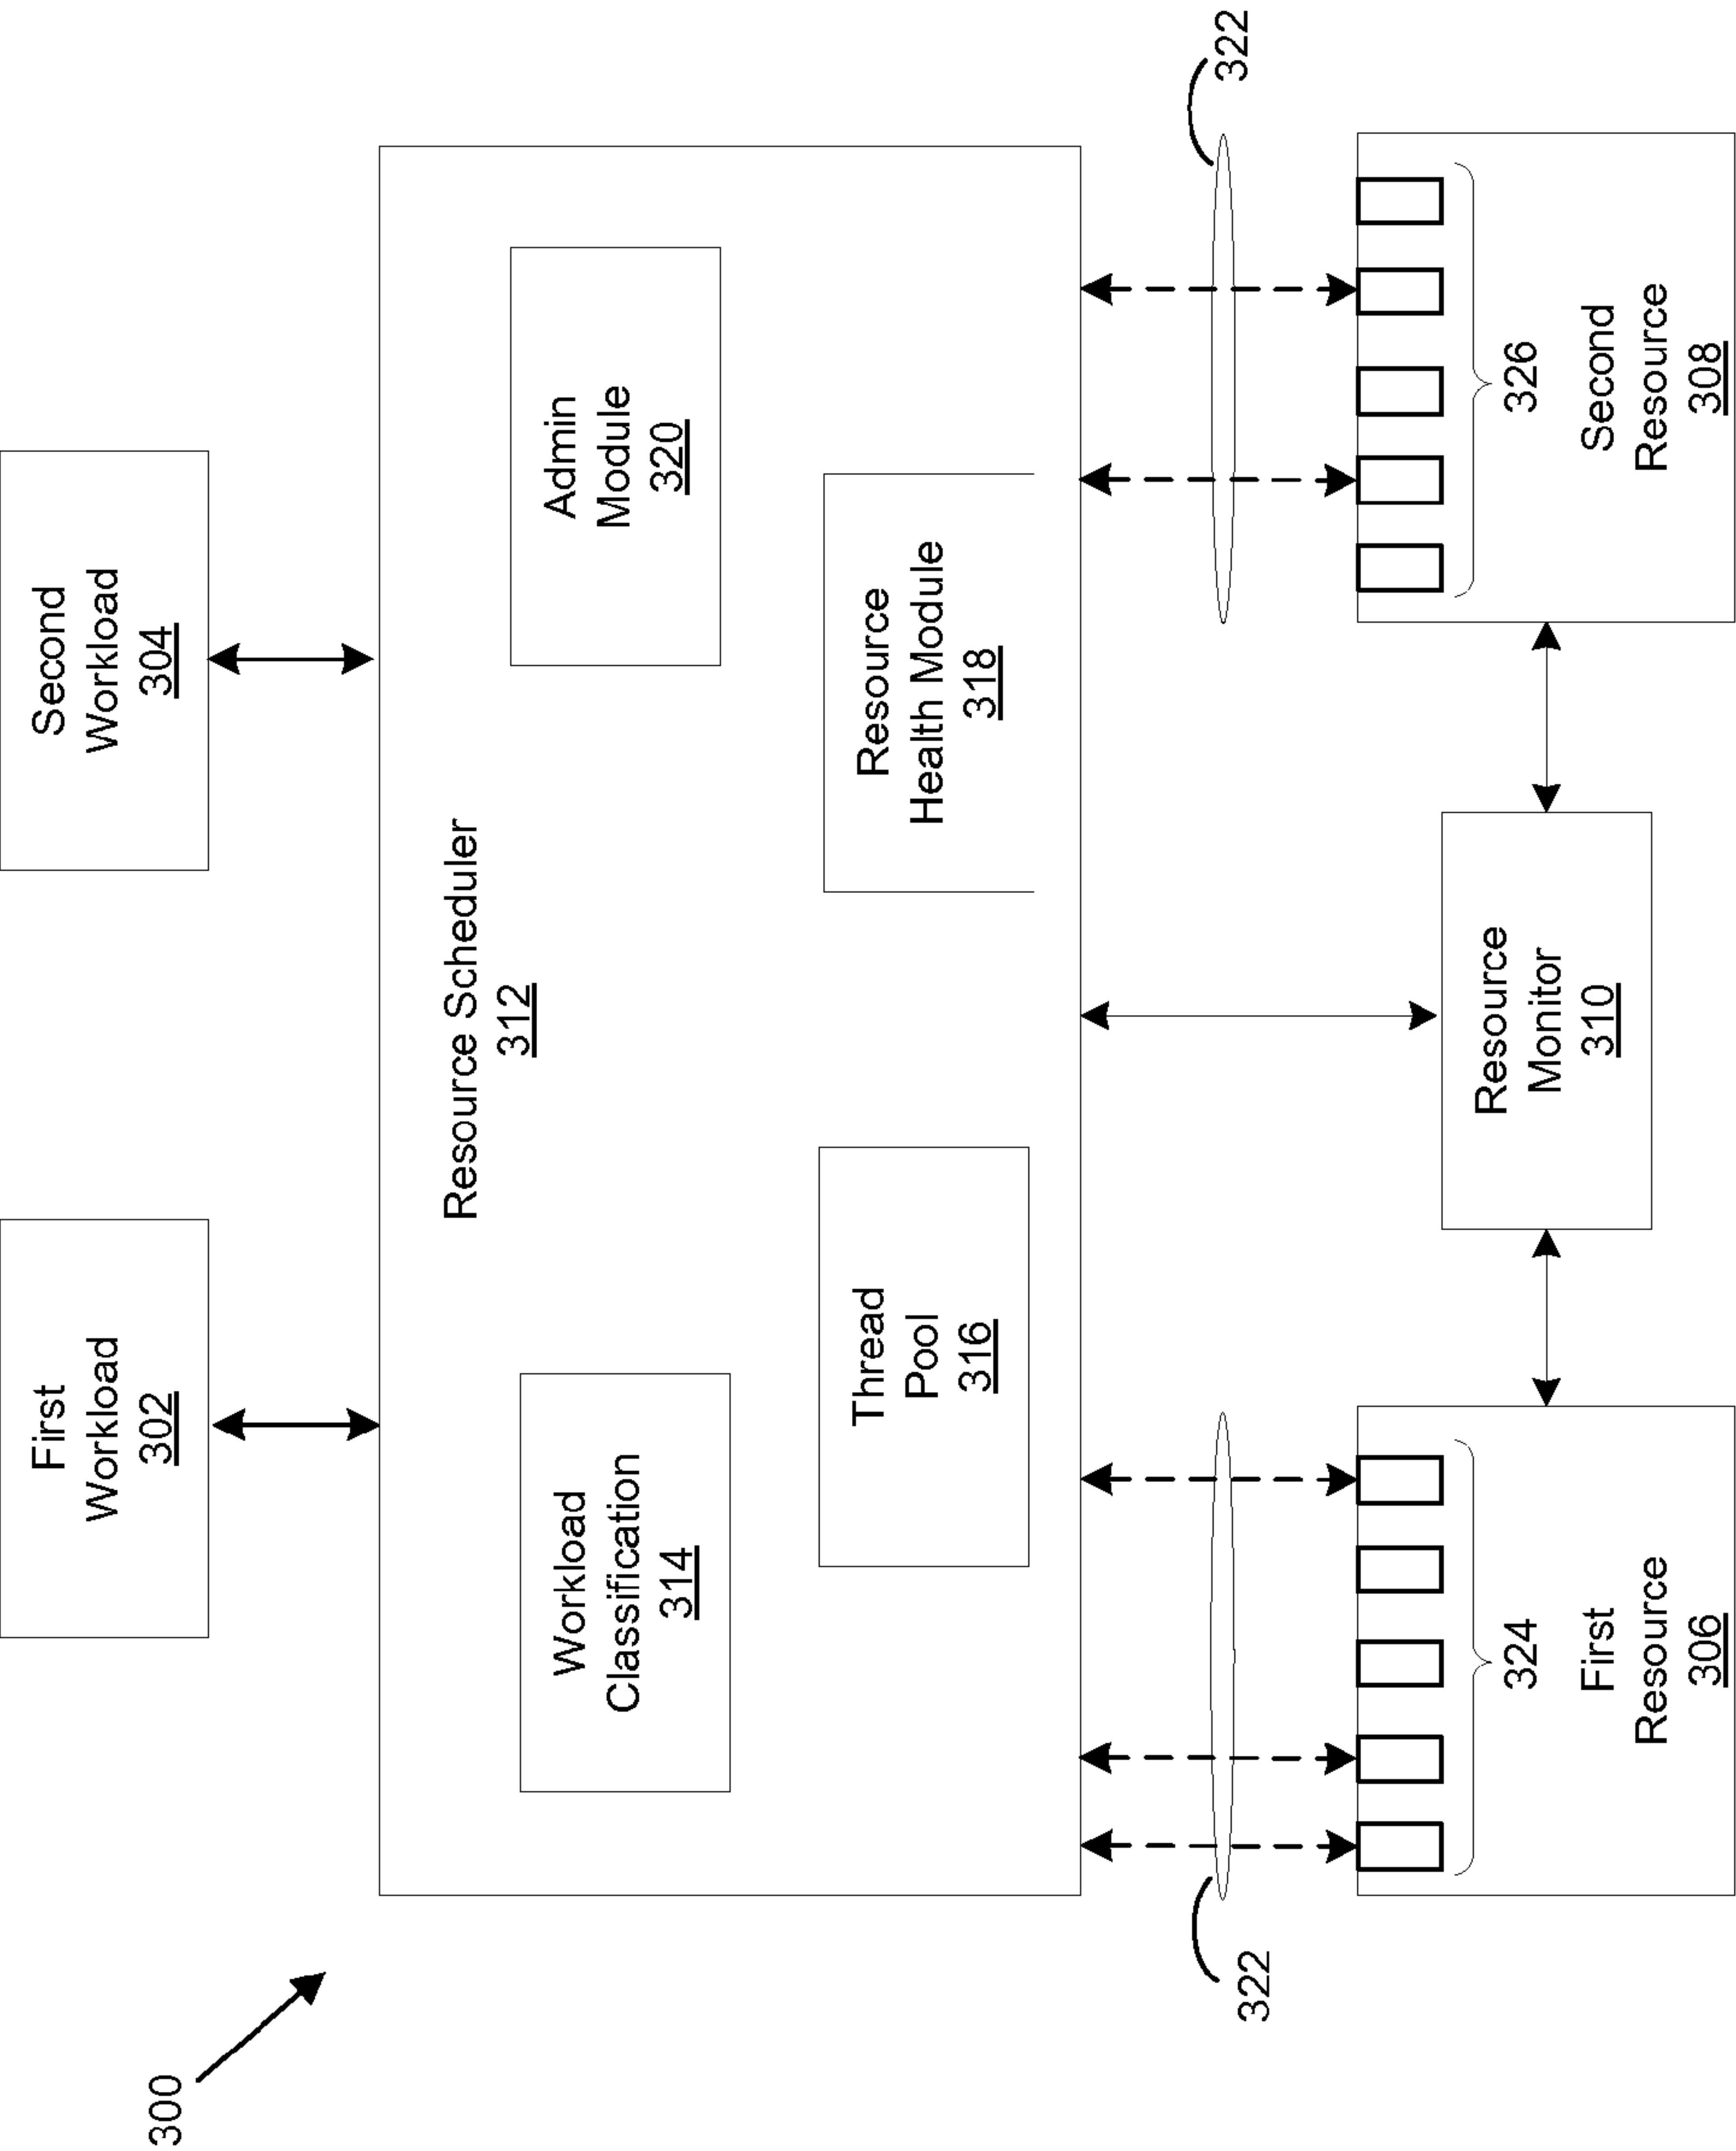 300
First
Workload
302
Second
Workload
304
Resource Scheduler
312
Workload
Classification
314
Admin
Module
320
Thread
Pool
316
Resource
Health Module
318
322
322
324
First
Resource
306
Resource
Monitor
310
326
Second
Resource
308